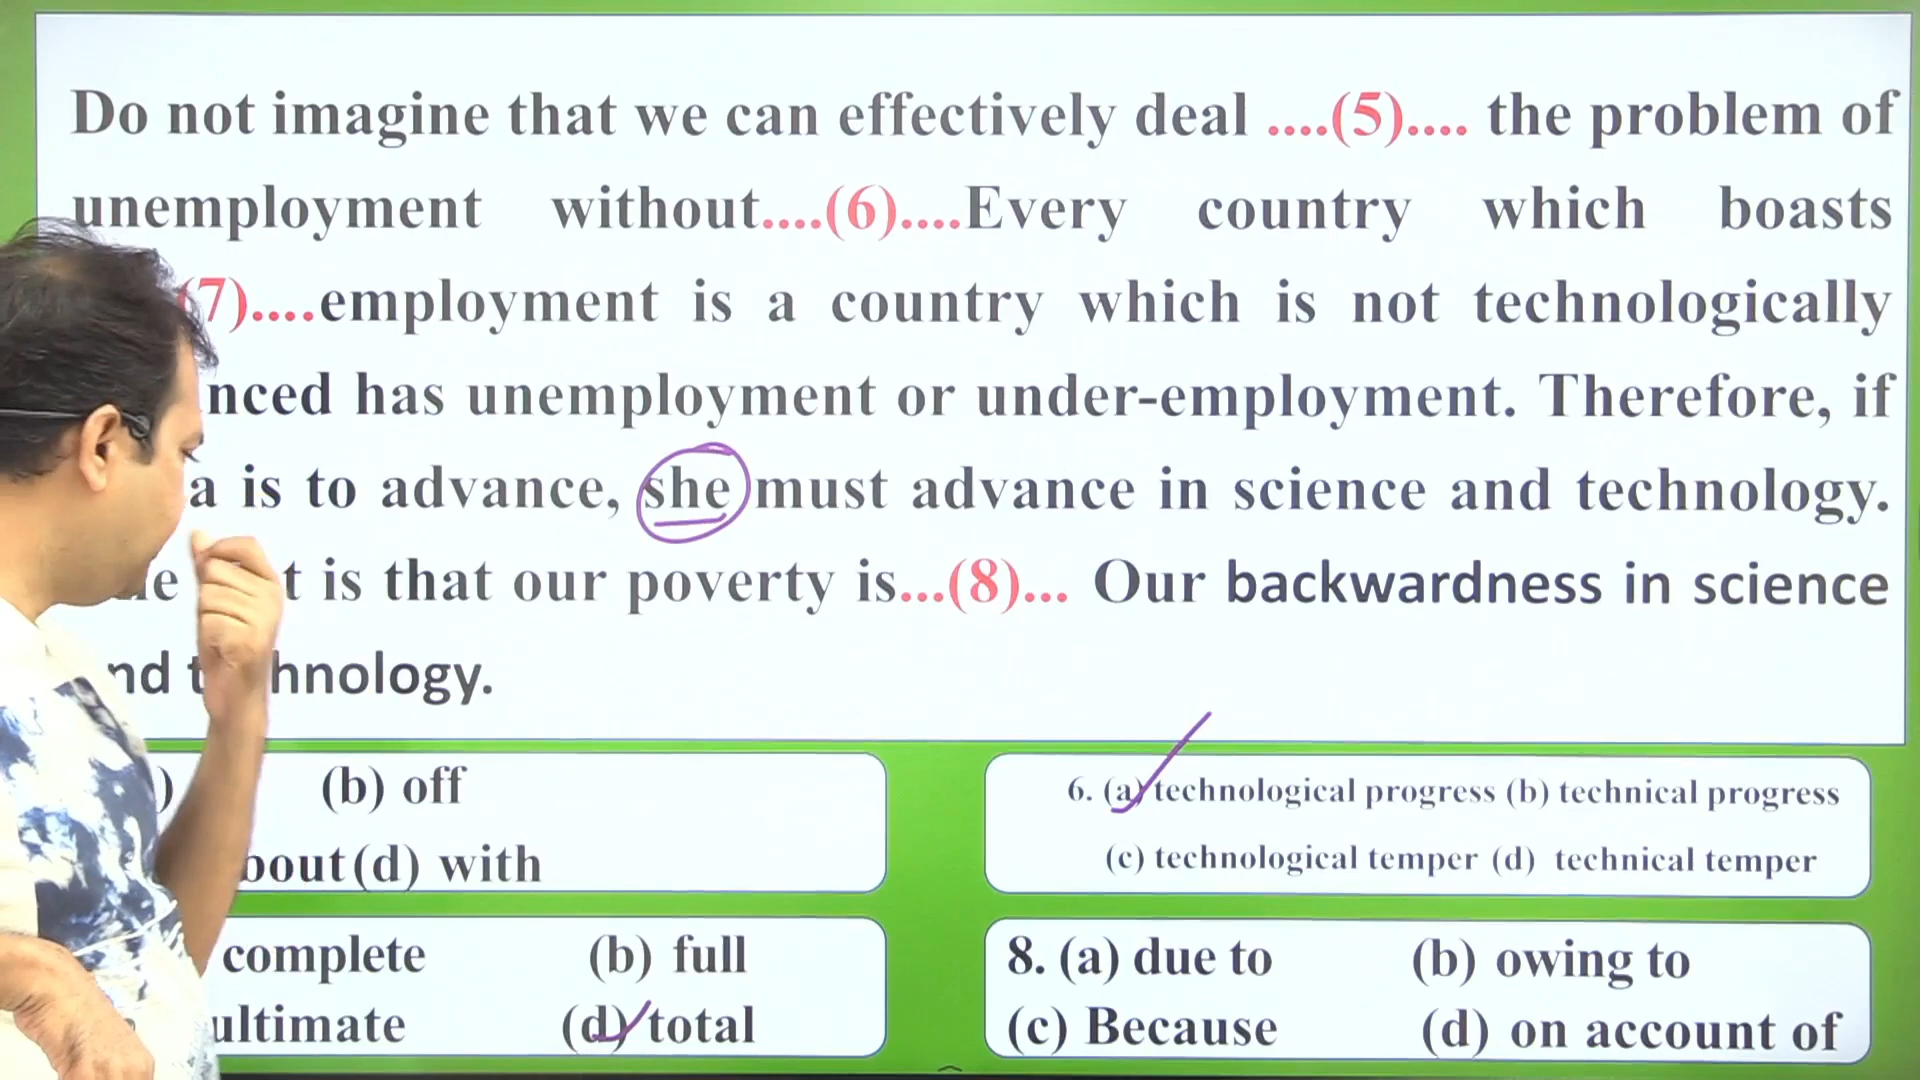 Do not imagine that we can effectively deal ....(5).... the problem of
unemployment without....(6)....Every country which boasts
(7)....employment is a country which is not technologically
has unemployment or under-employment. Therefore, if
is to advance, she must advance in science and technology.
is that our poverty is...(8)... Our backwardness in science
(b) off
(d) with
6. (a) technological progress (b) technical progress
(c) technological temper (d) technical temper
complete (b) full
ultimate (d) total
8. (a) due to (b) owing to
(c) Because (d) on account of